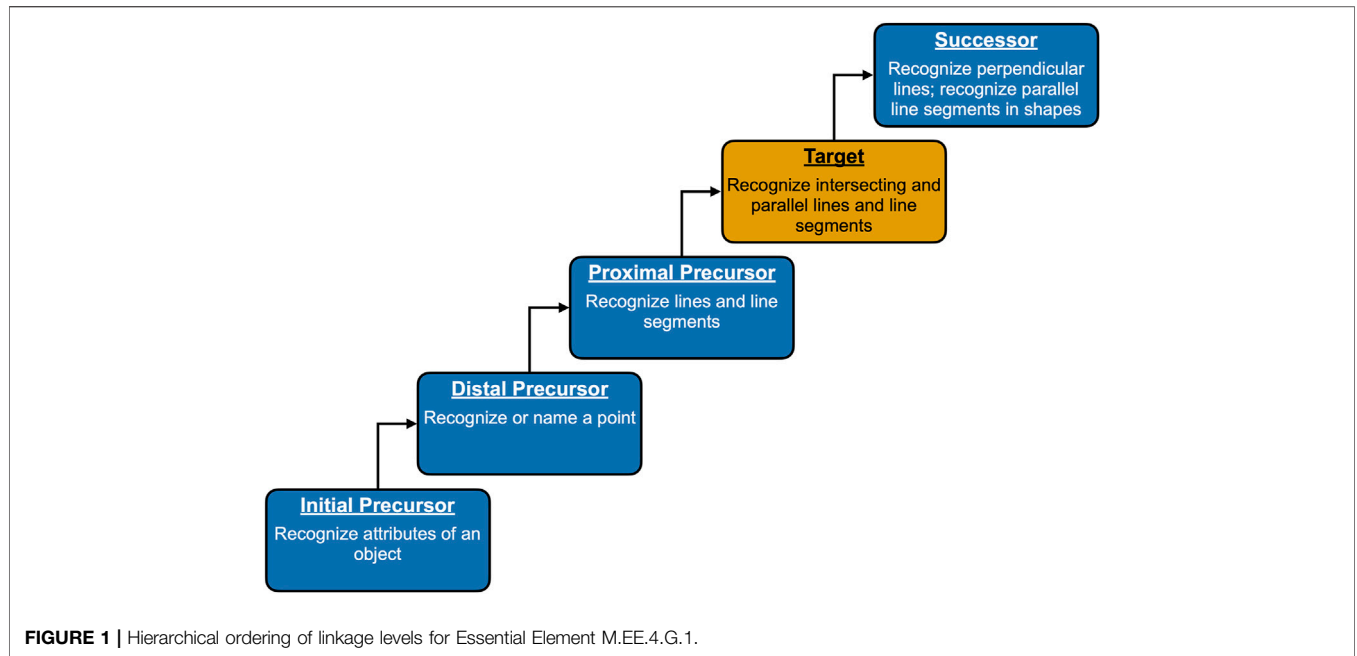 Successor
Recognize perpendicular
lines; recognize parallel
line segments in shapes
Target
Recognize intersecting and
parallel lines and line
segments
Proximal Precursor
Recognize lines and line
segments
Distal Precursor
Recognize or name a point
Initial Precursor
Recognize attributes of an
object
FIGURE 1 | Hierarchical ordering of linkage levels for Essential Element M.EE.4.G.1.